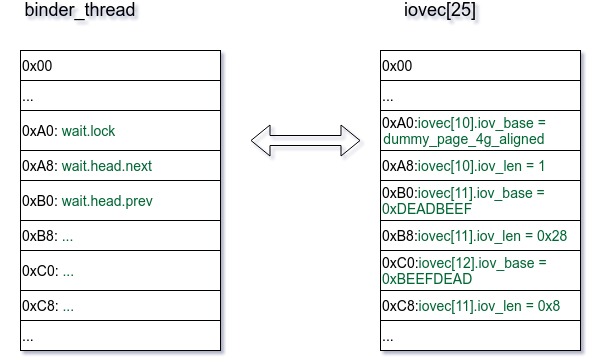 binder_thread
0x00
...
0xA0: wait.lock
0xA8: wait.head.next
0xB0: wait.head.prev
0xB8: ...
0xC0: ...
0xC8: ...
...
iovec[25]
0x00
...
0xA0:iovec[10].iov_base =
dummy_page_4g_aligned
0xA8:iovec[10].iov_len = 1
0xB0:iovec[11].iov_base =
0xDEADBEEF
0xB8:iovec[11].iov_len = 0x28
0xC0:iovec[12].iov_base =
0xBEEFDEAD
0xC8:iovec[11].iov_len = 0x8
...